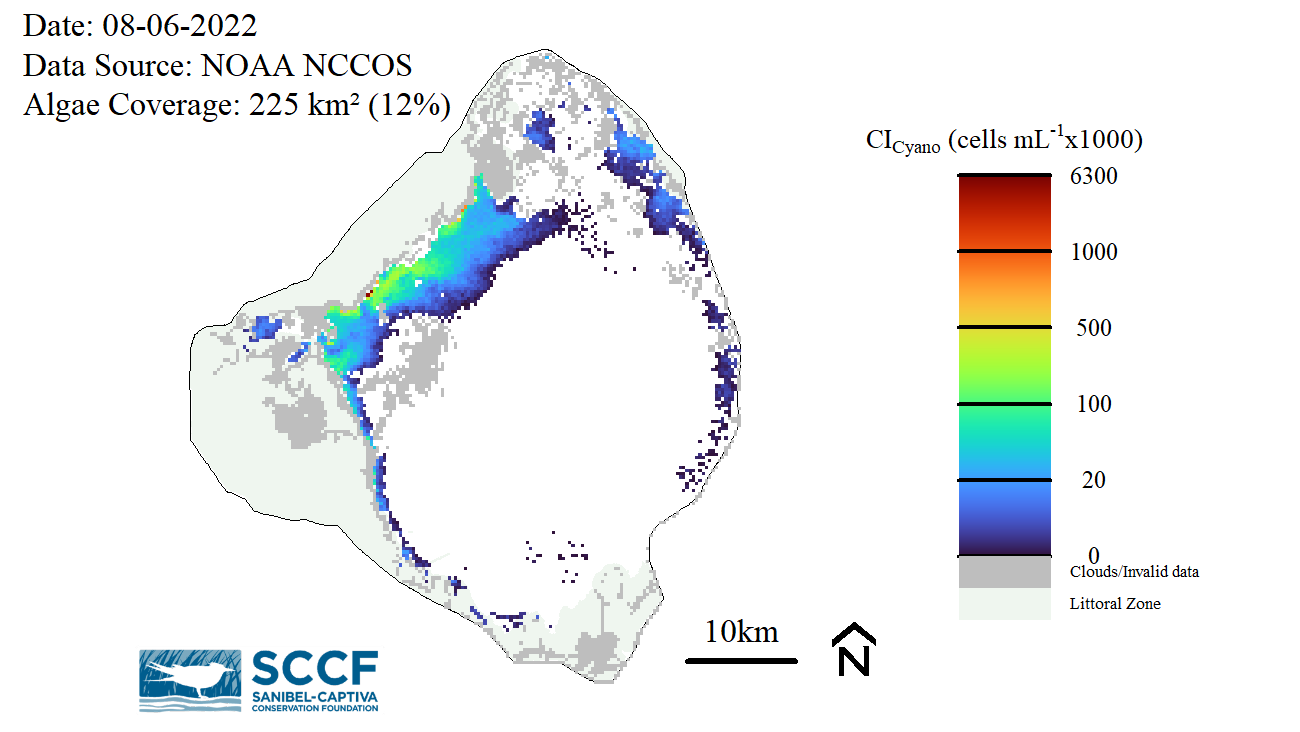 Date: 08-06-2022
Data Source: NOAA NCCOS
Algae Coverage: 225 km² (12%)
CICyano (cells mL-1x1000)
6300
1000
500
100
20
0
Clouds/Invalid data
Littoral Zone
10km
N
SCCF
SANIBEL-CAPTIVA
CONSERVATION FOUNDATION